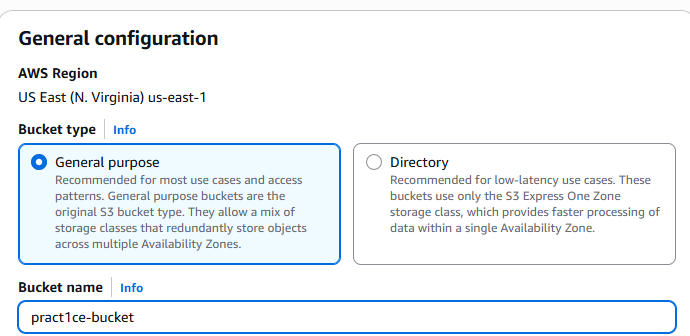 General configuration
AWS Region
US East (N. Virginia) us-east-1
Bucket type Info
General purpose
Recommended for most use cases and access
patterns. General purpose buckets are the
original S3 bucket type. They allow a mix of
storage classes that redundantly store objects
across multiple Availability Zones.
Directory
Recommended for low-latency use cases. These
buckets use only the S3 Express One Zone
storage class, which provides faster processing of
data within a single Availability Zone.
Bucket name Info
pract1ce-bucket